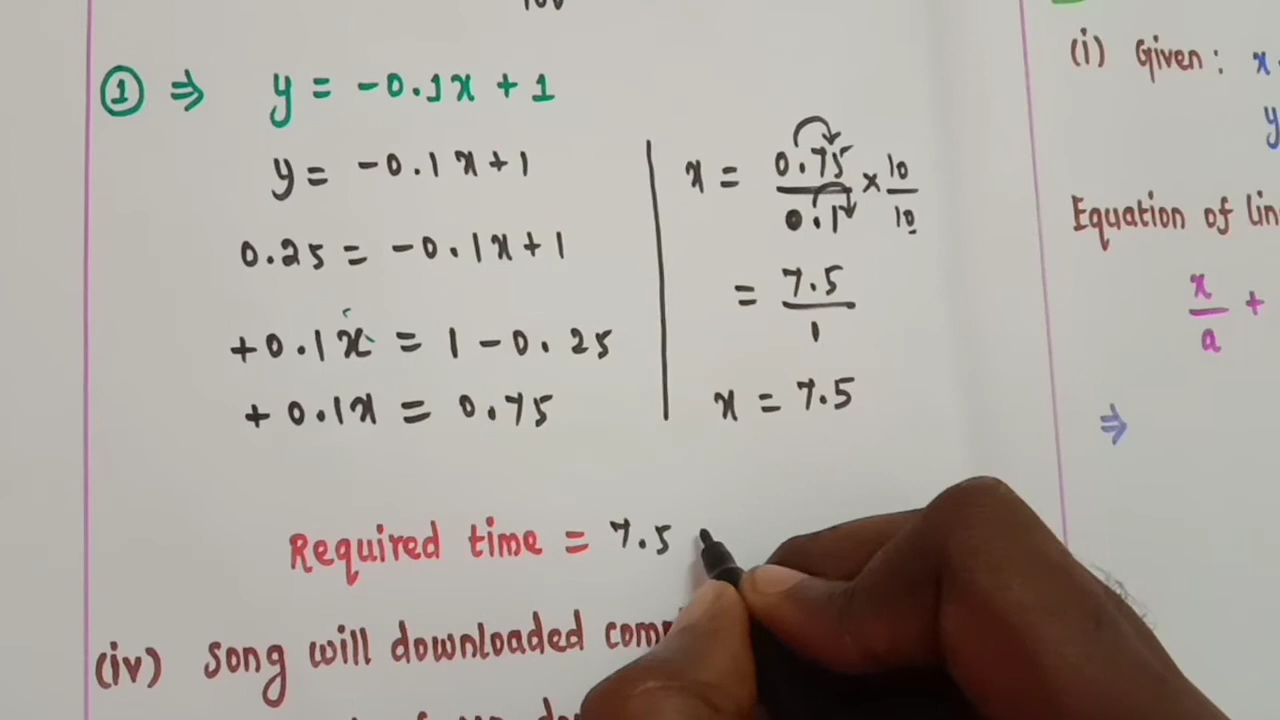 ① ⇒ y = -0.1x + 1
y = -0.1x + 1
0.25 = -0.1x + 1
+0.1x = 1 - 0.25
+0.1x = 0.75
x = 0.75/0.1 × 10/10
= 7.5/1
x = 7.5
Required time = 7.5
(iv) Song will downloaded
(i) Given: x
y
Equation of
x/a +
⇒